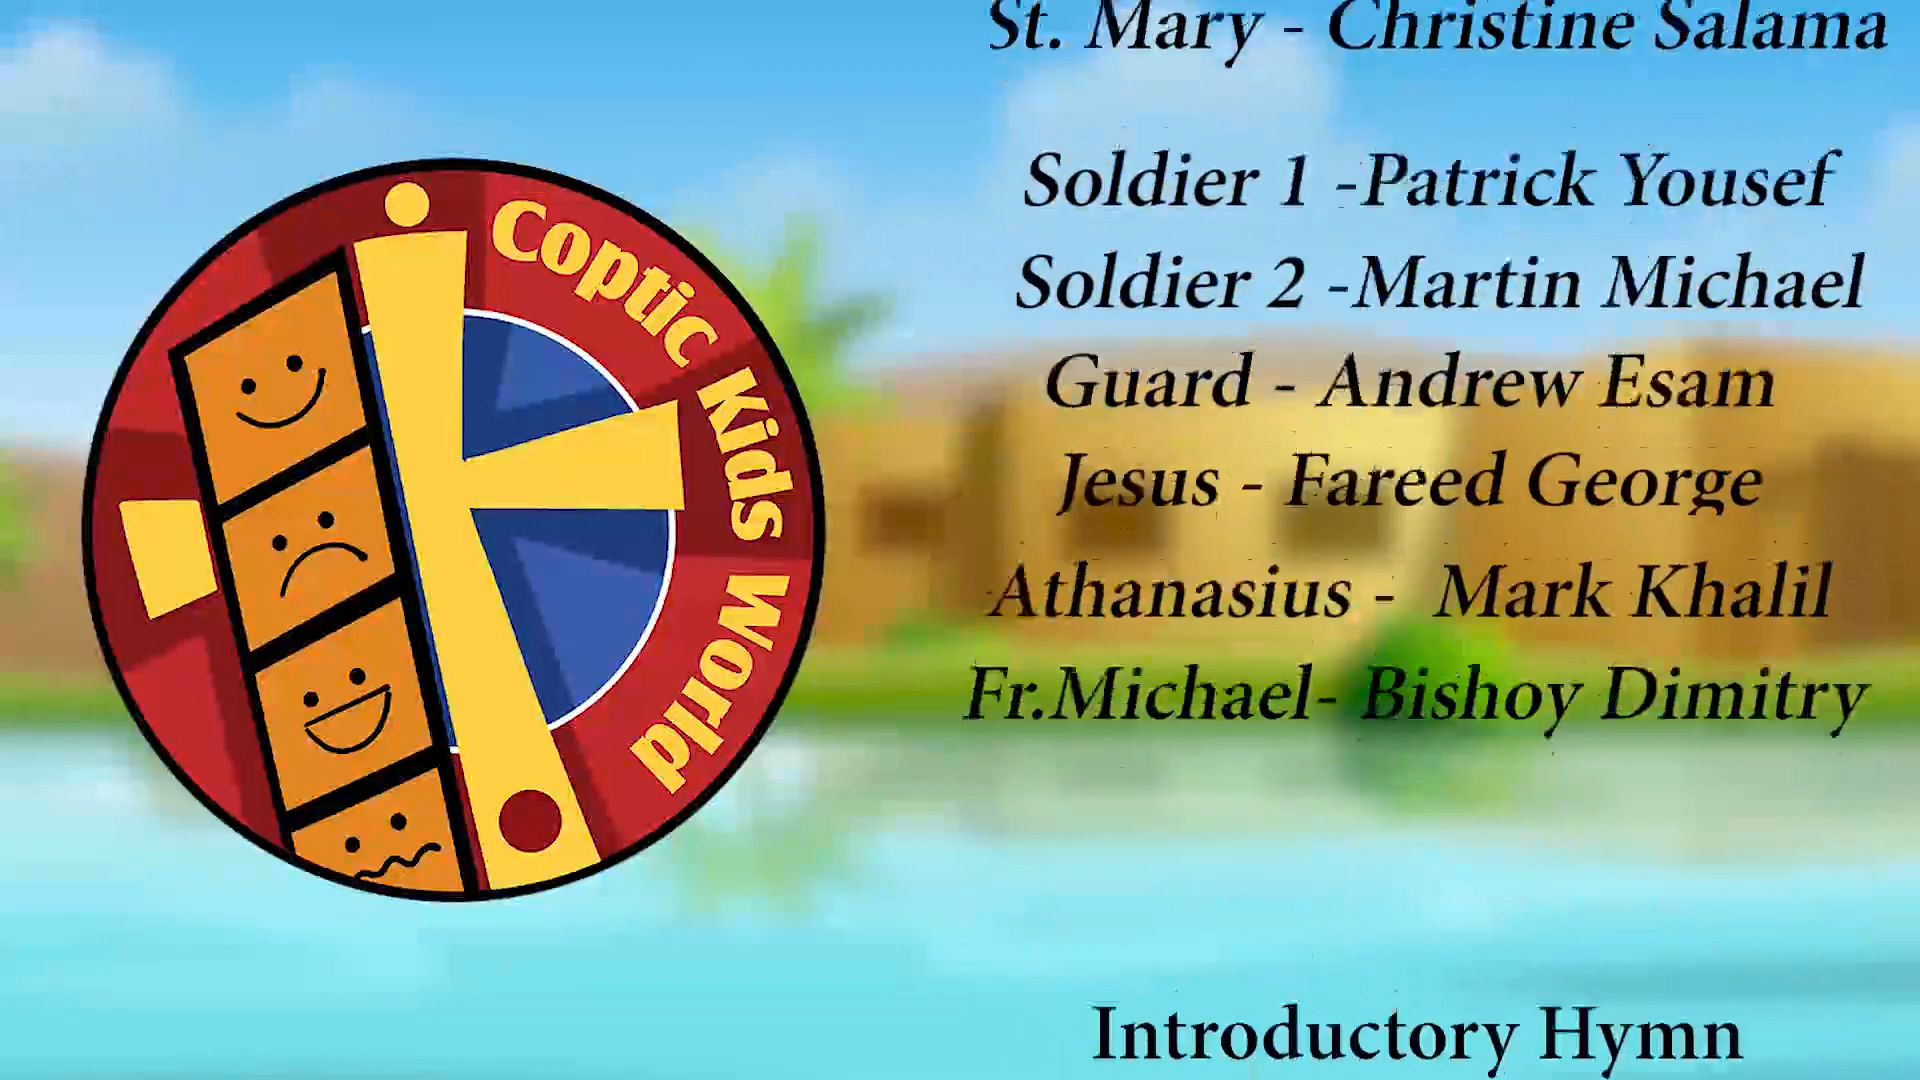 Coptic Kids World
St. Mary - Christine Salama
Soldier 1 -Patrick Yousef
Soldier 2 -Martin Michael
Guard - Andrew Esam
Jesus - Fareed George
Athanasius - Mark Khalil
Fr.Michael- Bishoy Dimitry
Introductory Hymn